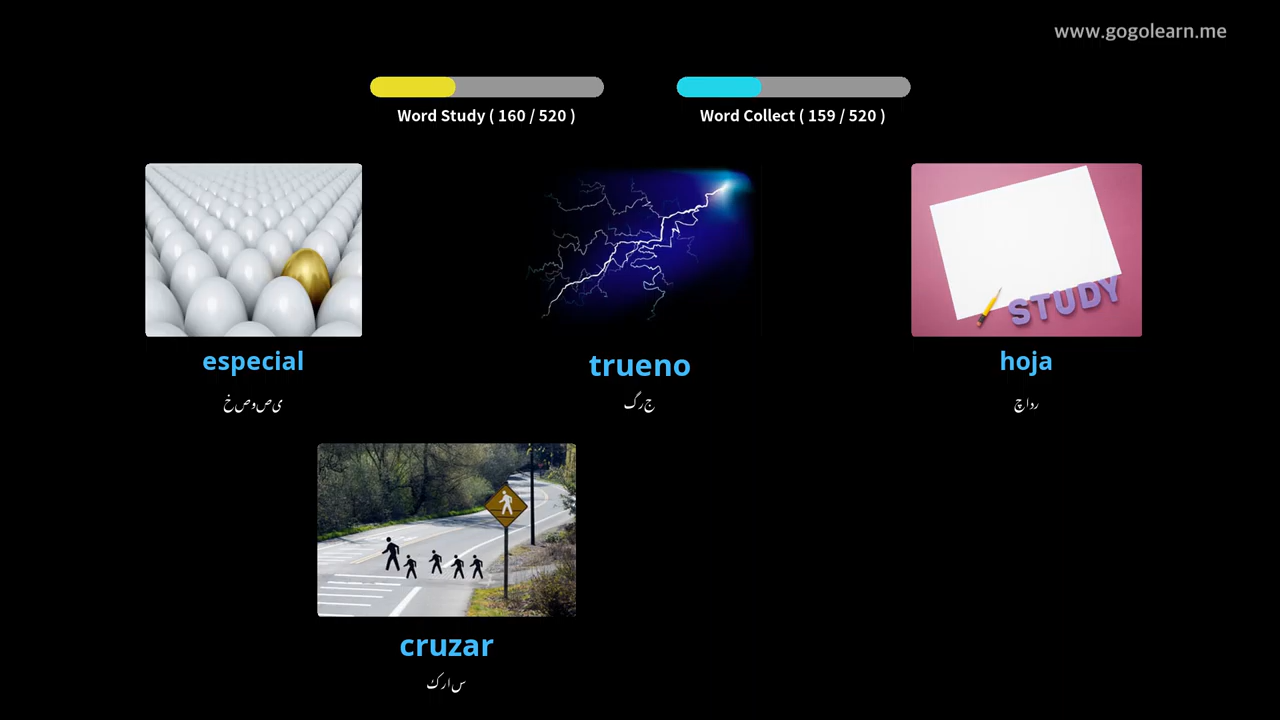 www.gogolearn.me
Word Study ( 160 / 520 )
Word Collect ( 159 / 520 )
especial
یصوصخ
trueno
جرگ
hoja
رداچ
STUDY
cruzar
سارک